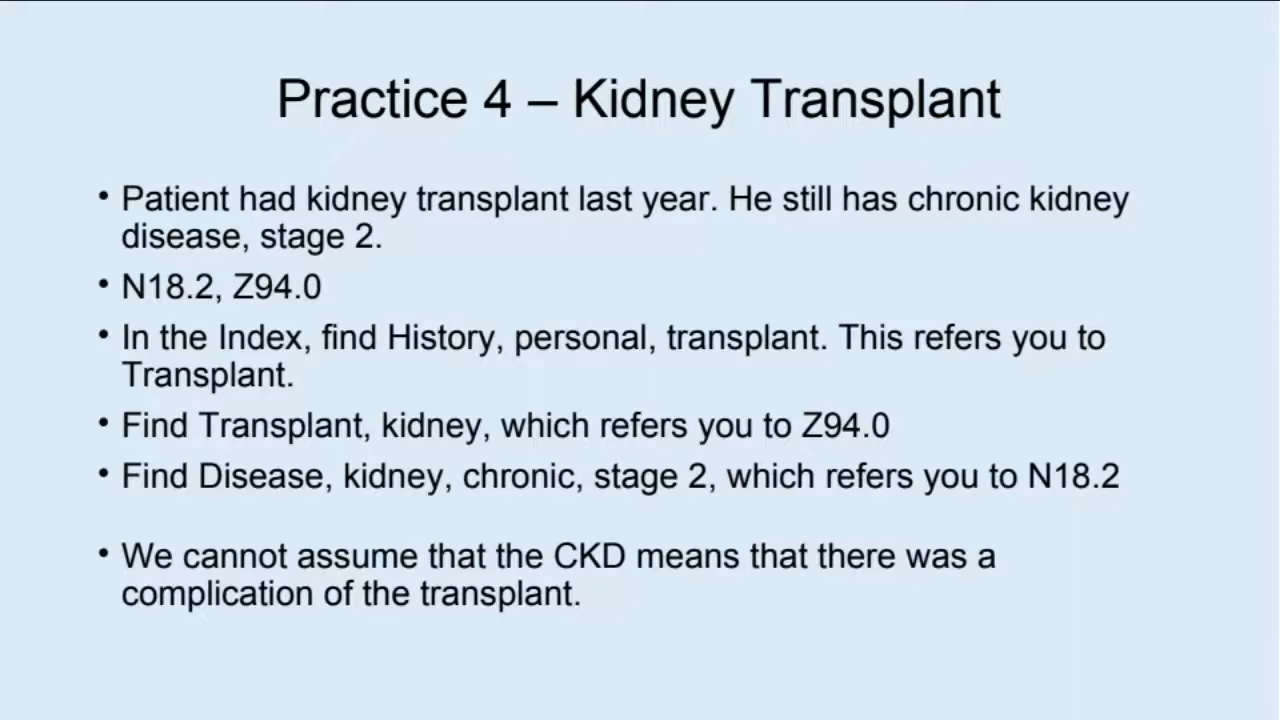 Practice 4 – Kidney Transplant
• Patient had kidney transplant last year. He still has chronic kidney
disease, stage 2.
• N18.2, Z94.0
• In the Index, find History, personal, transplant. This refers you to
Transplant.
• Find Transplant, kidney, which refers you to Z94.0
• Find Disease, kidney, chronic, stage 2, which refers you to N18.2
• We cannot assume that the CKD means that there was a
complication of the transplant.